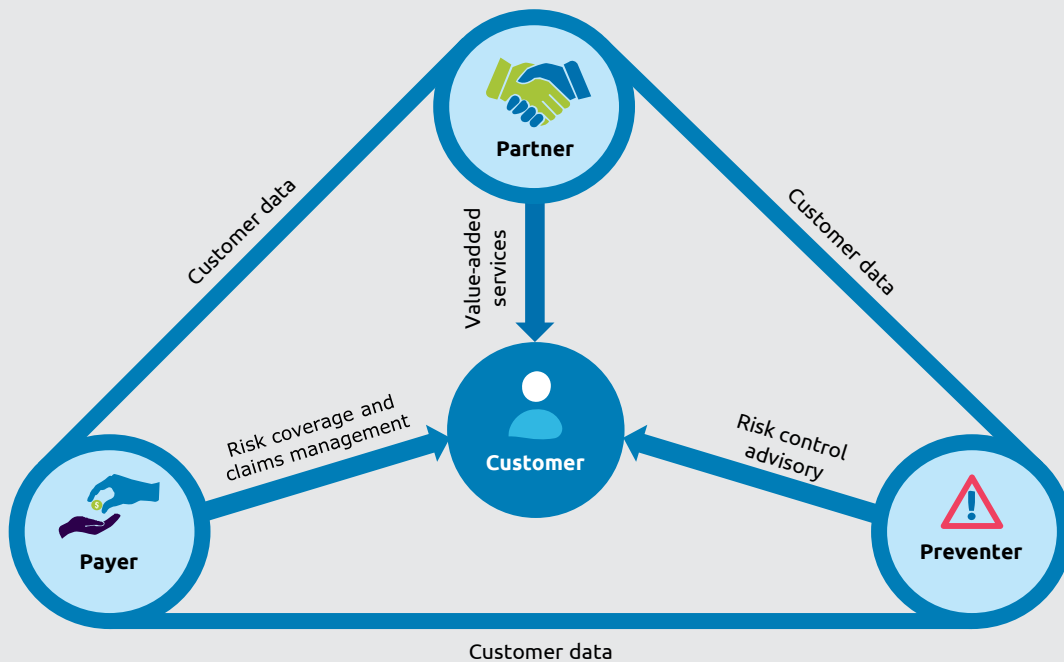 Partner
Customer data
Customer data
Value-added
services
Risk coverage and
claims management
Risk control
advisory
Customer
Payer
$
Preventer
!
Customer data